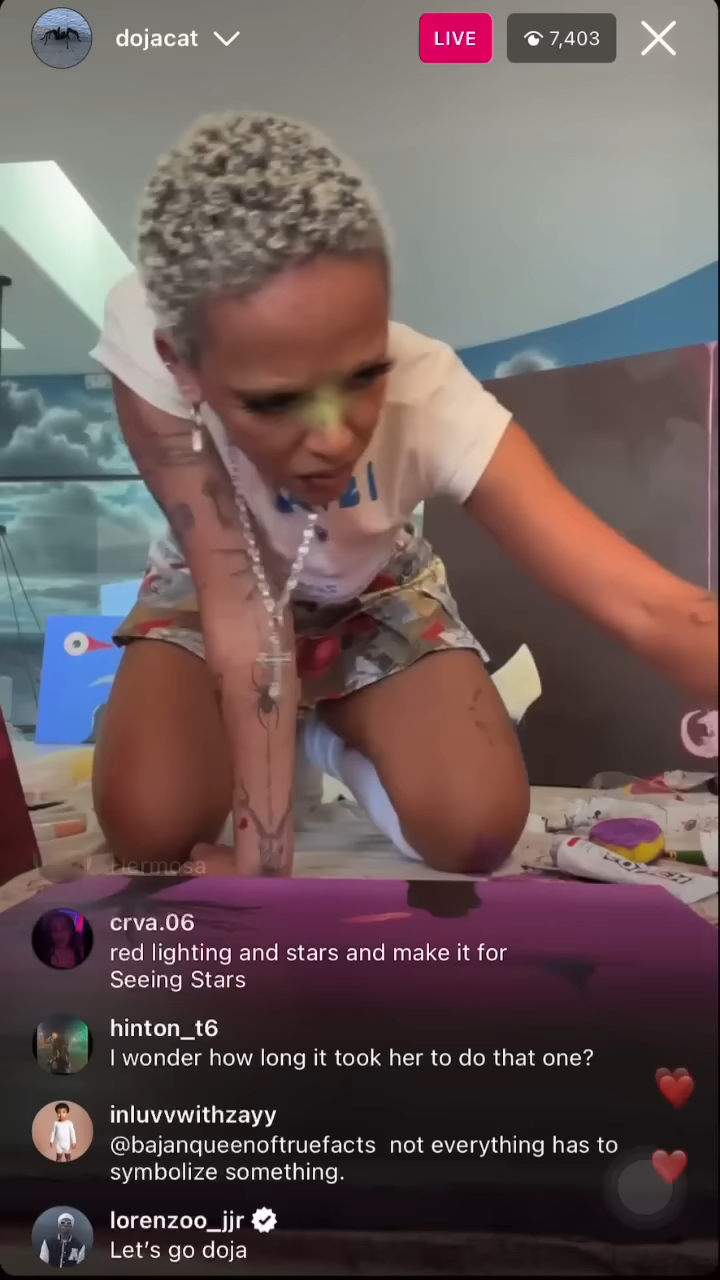 dojacat
LIVE
7,403
Hermosa
crva.06
red lighting and stars and make it for
Seeing Stars
hinton_t6
I wonder how long it took her to do that one?
inluvvwithzayy
@bajanqueenoftruefacts not everything has to
symbolize something.
lorenzoo_jjr
Let’s go doja